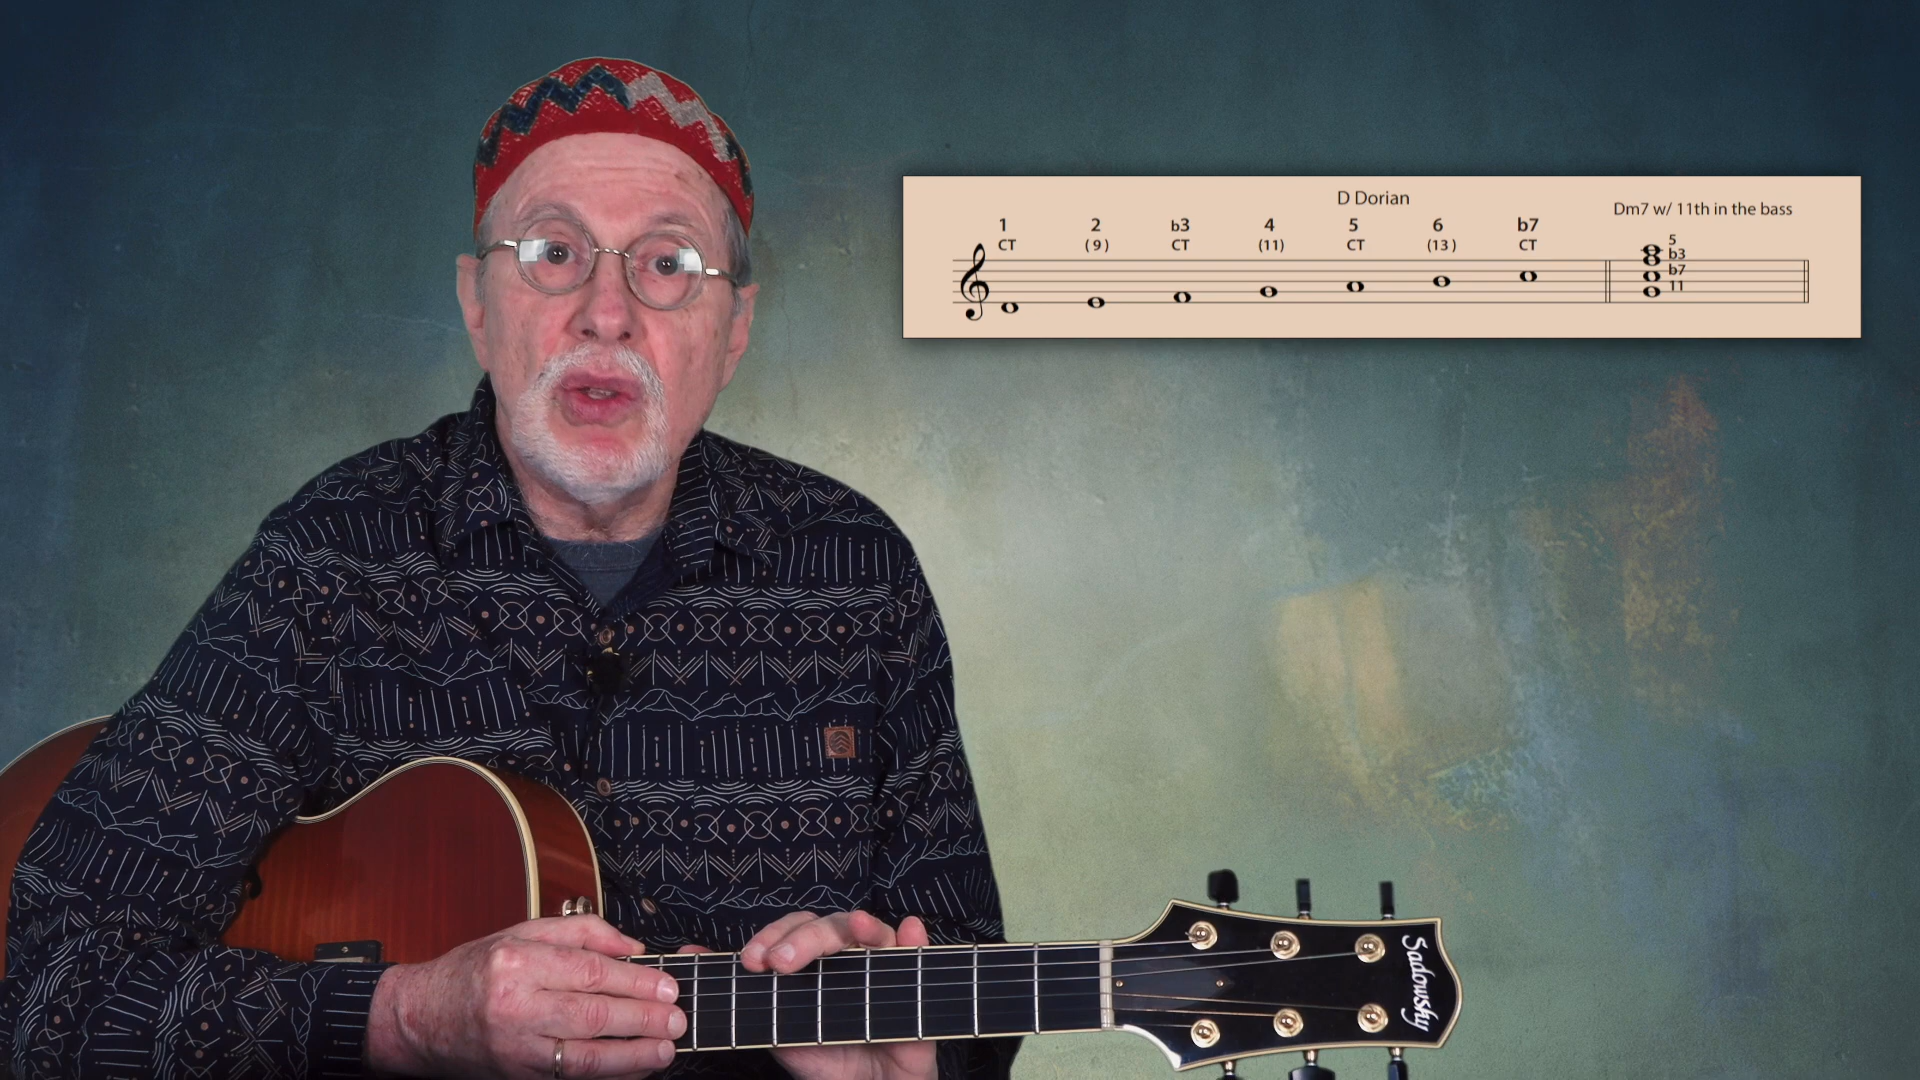 D Dorian
Dm7 w/ 11th in the bass
1 2 b3 4 5 6 b7
CT ( 9 ) CT (11) CT (13 ) CT
5
b3
b7
11
Sadowsky